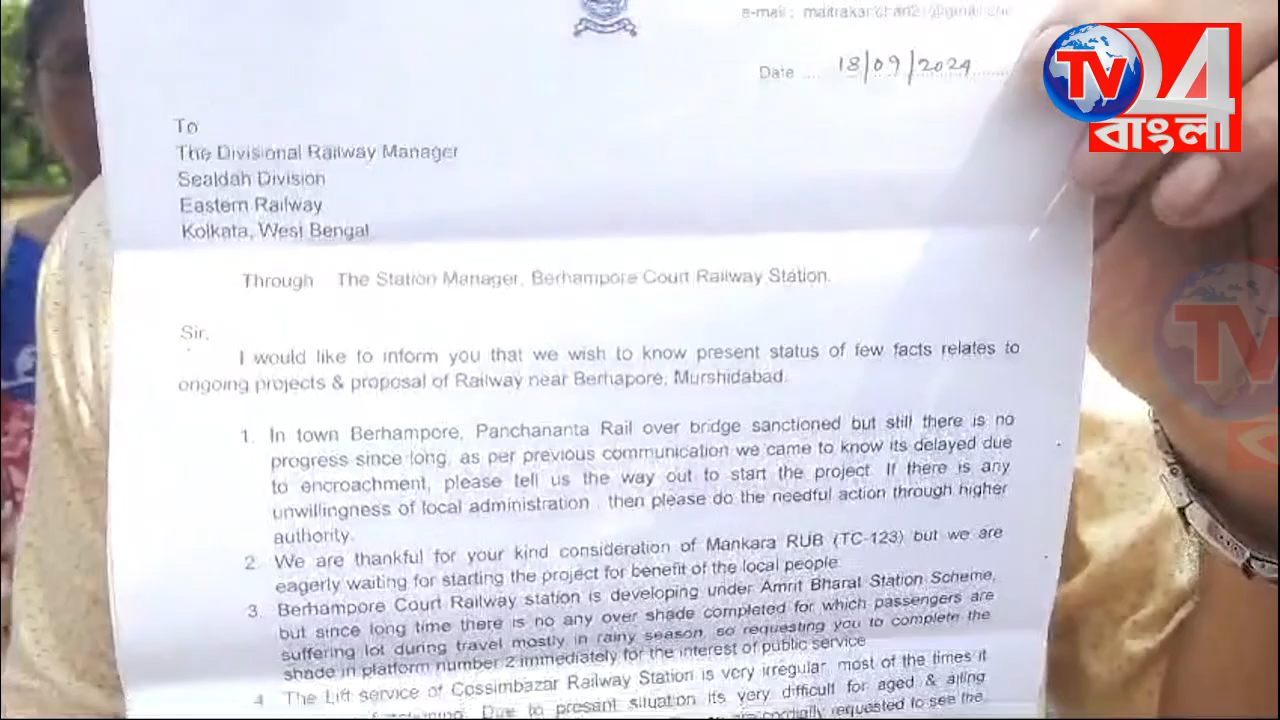 e-mail :
Date .... 18/09/2024
TV
04
বাংলা
To
The Divisional Railway Manager
Sealdah Division
Eastern Railway
Kolkata, West Bengal
Through The Station Manager, Berhampore Court Railway Station.
Sir,
I would like to inform you that we wish to know present status of few facts relates to
ongoing projects & proposal of Railway near Berhapore, Murshidabad.
1. In town Berhampore, Panchananta Rail over bridge sanctioned but still there is no
progress since long, as per previous communication we came to know its delayed due
to encroachment, please tell us the way out to start the project. If there is any
unwillingness of local administration , then please do the needful action through higher
authority.
2. We are thankful for your kind consideration of Mankara RUB (TC-123) but we are
eagerly waiting for starting the project for benefit of the local people.
3. Berhampore Court Railway station is developing under Amrit Bharat Station Scheme,
but since long time there is no any over shade completed for which passengers are
suffering lot during travel mostly in rainy season, so requesting you to complete the
shade in platform number 2 immediately for the interest of public service
4. The Lift service of Cossimbazar Railway Station is very irregular, most of the times it
Due to present situation its very difficult for aged & ailing
are cordially requested to see the
TV